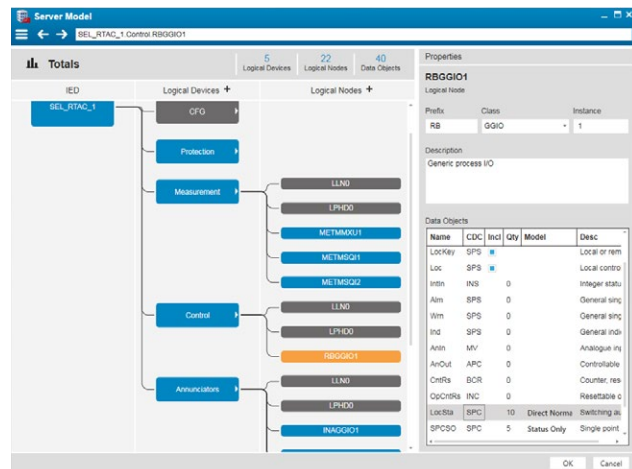 Server Model
SEL_RTAC_1.Control.RBGGIO1
Totals
5 Logical Devices
22 Logical Nodes
40 Data Objects
IED
Logical Devices +
Logical Nodes +
SEL_RTAC_1
CFG
Protection
Measurement
LLN0
LPHD0
METMMXU1
METMSQI1
METMSQI2
Control
LLN0
LPHD0
RBGGIO1
Annunciators
LLN0
LPHD0
INAGGIO1
Properties
RBGGIO1
Logical Node
Prefix Class Instance
RB GGIO 1
Description
Generic process I/O
Data Objects
Name CDC Incl Qty Model Desc
LocKey SPS Local or rem
Loc SPS Local contro
IntIn INS 0 Integer statu
Alm SPS 0 General sing
Wrn SPS 0 General sing
Ind SPS 0 General indi
AnIn MV 0 Analogue inp
AnOut APC 0 Controllable
CntRs BCR 0 Counter, res
OpCntRs INC 0 Resettable o
LocSta SPC 10 Direct Norma Switching au
SPCSO SPC 5 Status Only Single point
OK Cancel